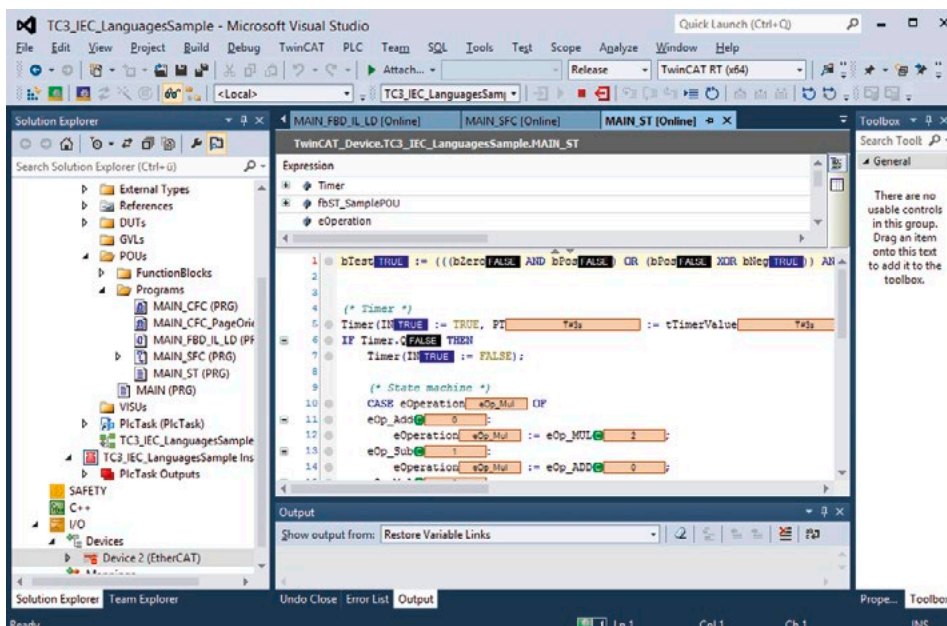 TC3_IEC_LanguagesSample - Microsoft Visual Studio
Quick Launch (Ctrl+Q)
File Edit View Project Build Debug TwinCAT PLC Team SQL Tools Test Scope Analyze Window Help
Attach... Release TwinCAT RT (x64)
<Local> TC3_IEC_LanguagesSam
Solution Explorer
Search Solution Explorer (Ctrl+ü)
External Types
References
DUTs
GVLs
POUs
FunctionBlocks
Programs
MAIN_CFC (PRG)
MAIN_CFC_PageOrie
MAIN_FBD_IL_LD (PF
MAIN_SFC (PRG)
MAIN_ST (PRG)
MAIN (PRG)
VISUs
PlcTask (PlcTask)
TC3_IEC_LanguagesSample
TC3_IEC_LanguagesSample Ins
PlcTask Outputs
SAFETY
C++
I/O
Devices
Device 2 (EtherCAT)
Solution Explorer Team Explorer
MAIN_FBD_IL_LD [Online] MAIN_SFC [Online] MAIN_ST [Online]
TwinCAT_Device.TC3_IEC_LanguagesSample.MAIN_ST
Expression
Timer
fbST_SamplePOU
eOperation
1 bTest TRUE := (((bZero FALSE AND bPos FALSE) OR (bPos FALSE XOR bNeg TRUE)) AN
2
3
4 (* Timer *)
5 Timer(IN TRUE := TRUE, PT T#3s := tTimerValue T#3s
6 IF Timer.Q FALSE THEN
7 Timer(IN TRUE := FALSE);
8
9 (* State machine *)
10 CASE eOperation eOp_Mul OF
11 eOp_Add 0 :
12 eOperation eOp_Mul := eOp_MUL 2 ;
13 eOp_Sub 1 :
14 eOperation eOp_Mul := eOp_ADD 0 ;
Output
Show output from: Restore Variable Links
Undo Close Error List Output
Toolbox
Search Toolk
General
There are no
usable controls
in this group.
Drag an item
onto this text
to add it to the
toolbox.
Prope... Toolbox
Ready Ln 1 Col 1 Ch 1 INS